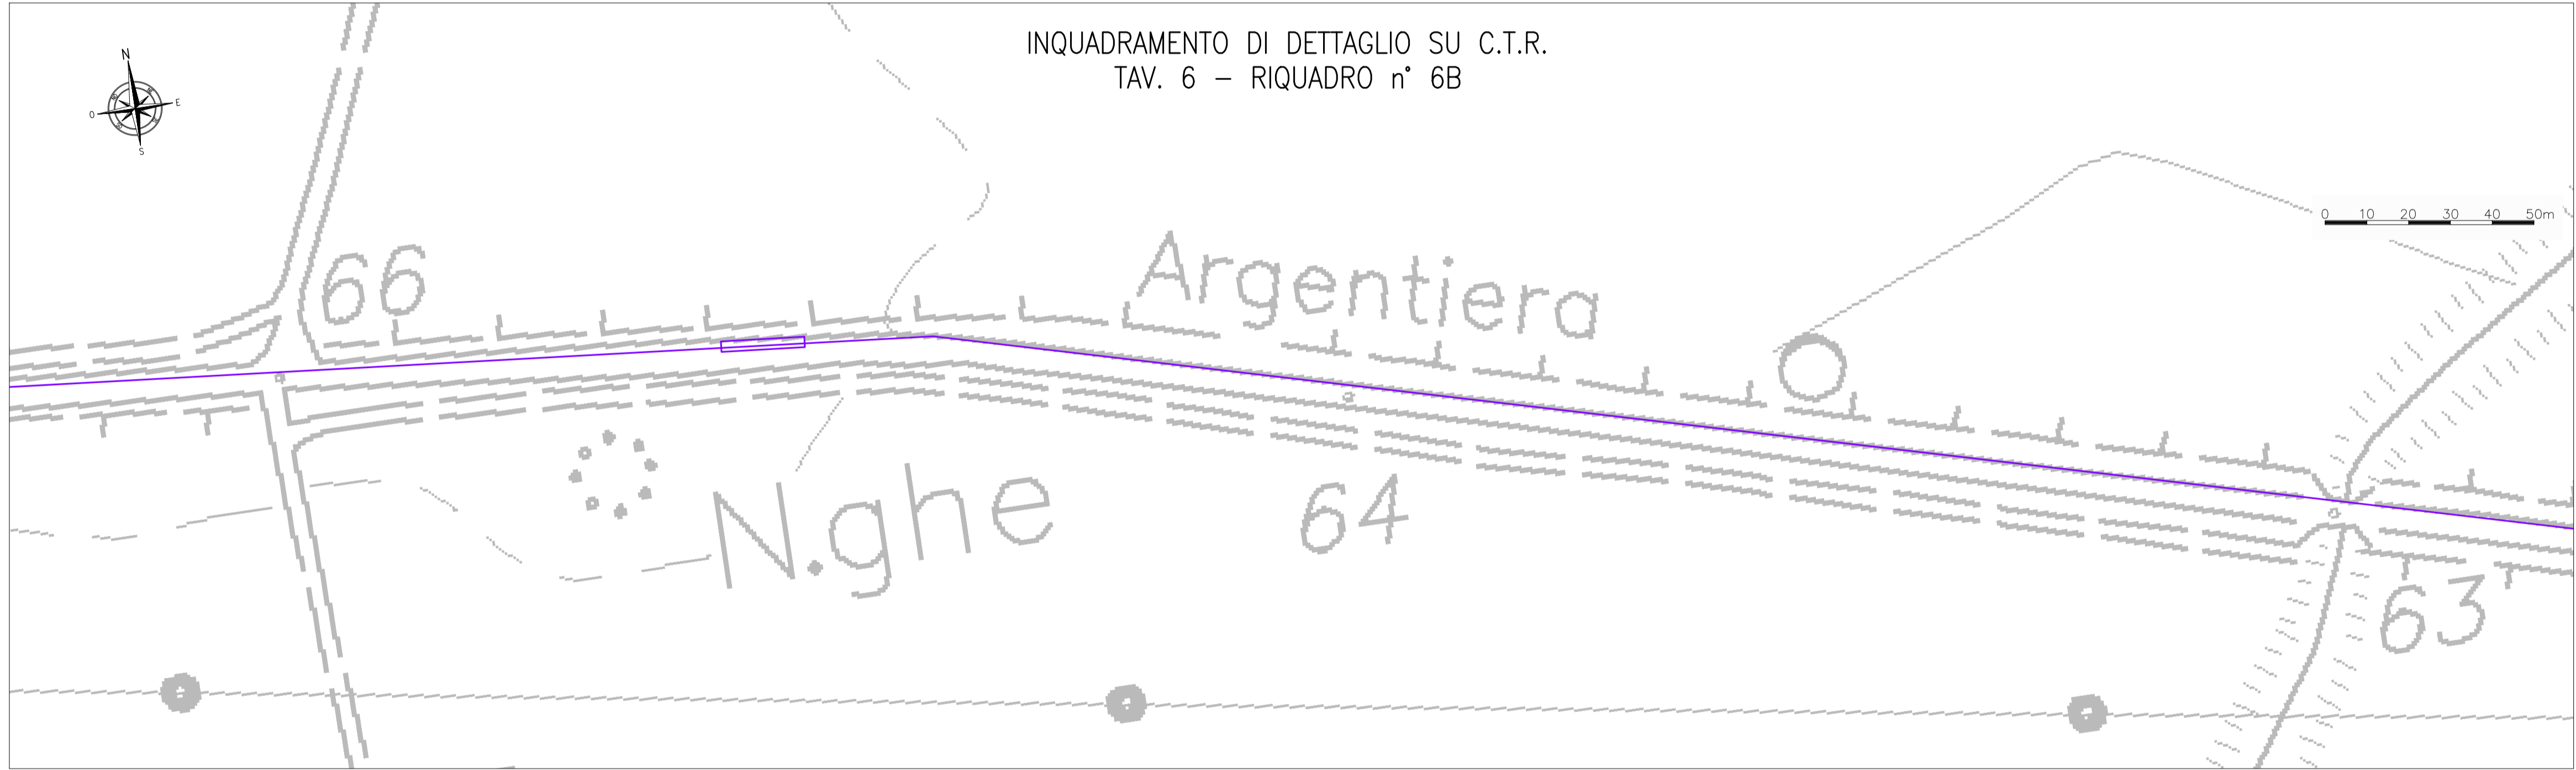 INQUADRAMENTO DI DETTAGLIO SU C.T.R.
TAV. 6 – RIQUADRO n° 6B
N
O
E
S
0 10 20 30 40 50m
66
Argentiera
N.ghe
64
63